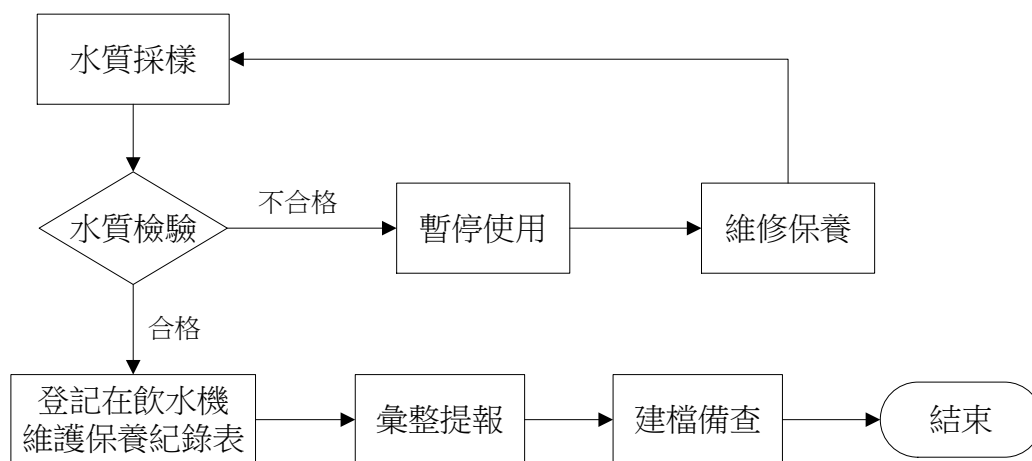 水質採樣
水質檢驗
不合格
暫停使用
維修保養
合格
登記在飲水機
維護保養紀錄表
彙整提報
建檔備查
結束